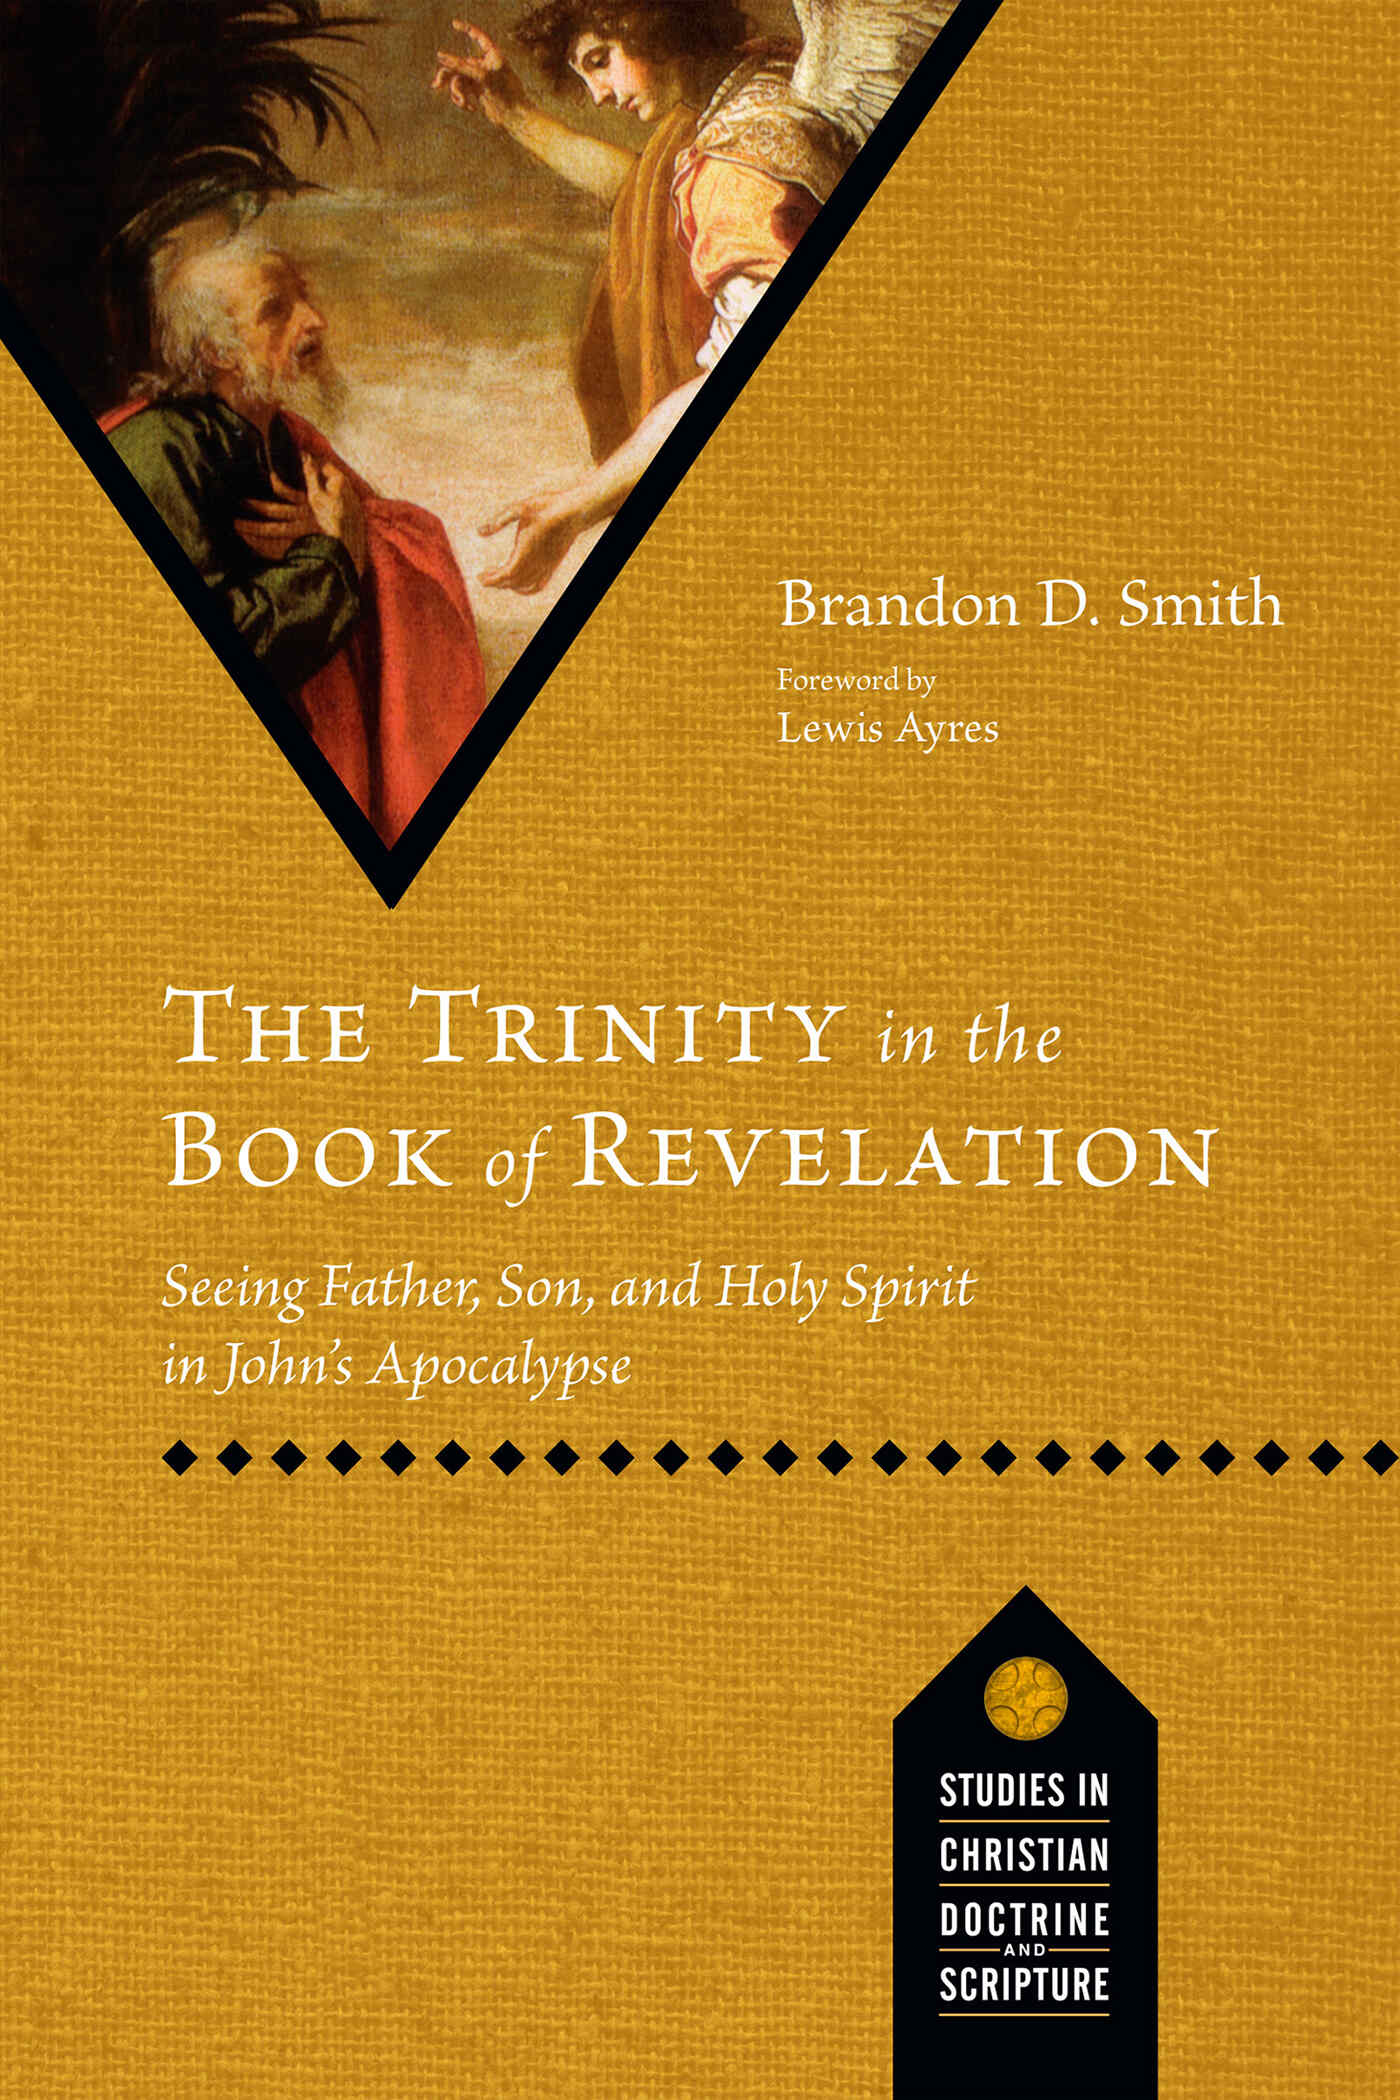 Brandon D. Smith
Foreword by
Lewis Ayres
THE TRINITY in the
BOOK of REVELATION
Seeing Father, Son, and Holy Spirit
in John's Apocalypse
STUDIES IN
CHRISTIAN
DOCTRINE
AND
SCRIPTURE